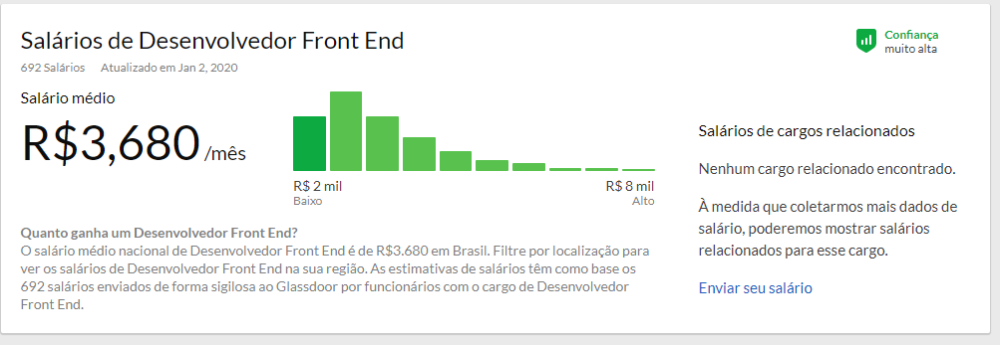 Salários de Desenvolvedor Front End
692 Salários Atualizado em Jan 2, 2020
Confiança
muito alta
Salário médio
R$3,680 /mês
R$ 2 mil
Baixo
R$ 8 mil
Alto
Quanto ganha um Desenvolvedor Front End?
O salário médio nacional de Desenvolvedor Front End é de R$3.680 em Brasil. Filtre por localização para
ver os salários de Desenvolvedor Front End na sua região. As estimativas de salários têm como base os
692 salários enviados de forma sigilosa ao Glassdoor por funcionários com o cargo de Desenvolvedor
Front End.
Salários de cargos relacionados
Nenhum cargo relacionado encontrado.
À medida que coletarmos mais dados de
salário, poderemos mostrar salários
relacionados para esse cargo.
Enviar seu salário